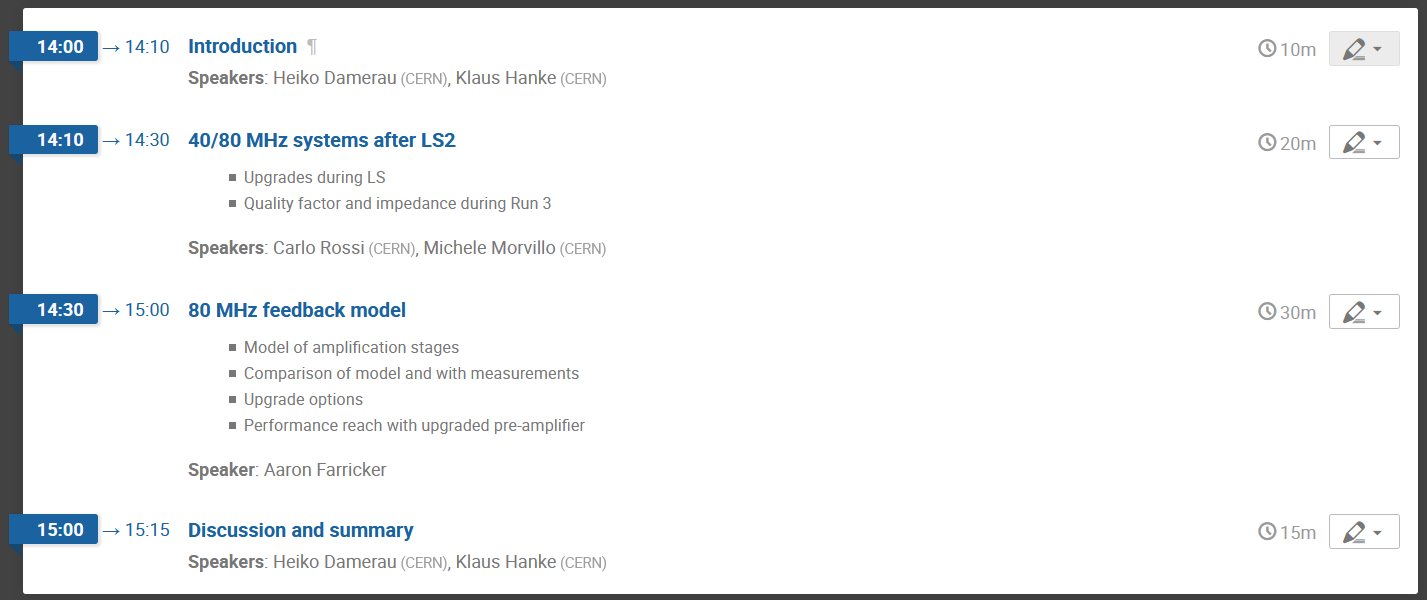 14:00 → 14:10 Introduction ¶ 10m
Speakers: Heiko Damerau (CERN), Klaus Hanke (CERN)
14:10 → 14:30 40/80 MHz systems after LS2 20m
▪ Upgrades during LS
▪ Quality factor and impedance during Run 3
Speakers: Carlo Rossi (CERN), Michele Morvillo (CERN)
14:30 → 15:00 80 MHz feedback model 30m
▪ Model of amplification stages
▪ Comparison of model and with measurements
▪ Upgrade options
▪ Performance reach with upgraded pre-amplifier
Speaker: Aaron Farricker
15:00 → 15:15 Discussion and summary 15m
Speakers: Heiko Damerau (CERN), Klaus Hanke (CERN)